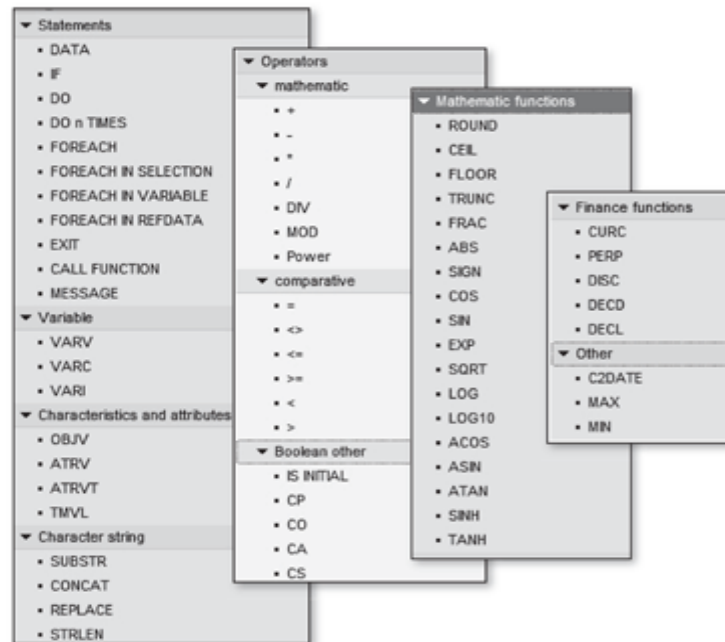 Statements
DATA
IF
DO
DO n TIMES
FOREACH
FOREACH IN SELECTION
FOREACH IN VARIABLE
FOREACH IN REFDATA
EXIT
CALL FUNCTION
MESSAGE
Variable
VARV
VARC
VARI
Characteristics and attributes
OBJV
ATRV
ATRVT
TMVL
Character string
SUBSTR
CONCAT
REPLACE
STRLEN
Operators
mathematic
+
-
*
/
DIV
MOD
Power
comparative
=
<>
<=
>=
<
>
Boolean other
IS INITIAL
CP
CO
CA
CS
Mathematic functions
ROUND
CEIL
FLOOR
TRUNC
FRAC
ABS
SIGN
COS
SIN
EXP
SQRT
LOG
LOG10
ACOS
ASIN
ATAN
SINH
TANH
Finance functions
CURC
PERP
DISC
DECD
DECL
Other
C2DATE
MAX
MIN